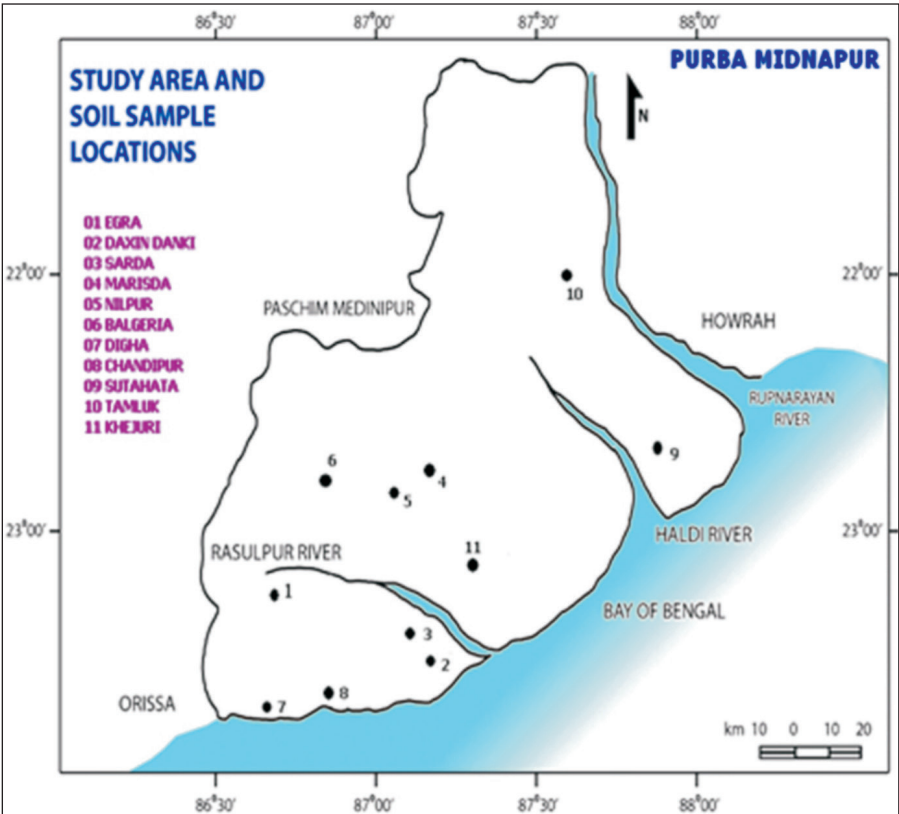 86°30′ 87°00′ 87°30′ 88°00′
PURBA MIDNAPUR
STUDY AREA AND
SOIL SAMPLE
LOCATIONS
N
01 EGRA
02 DAXIN DANKI
03 SARDA
04 MARISDA
05 NILPUR
06 BALGERIA
07 DIGHA
08 CHANDIPUR
09 SUTAHATA
10 TAMLUK
11 KHEJURI
22°00′ 22°00′
10
PASCHIM MEDINIPUR
HOWRAH
RUPNARAYAN
RIVER
9
6
4
5
23°00′ 23°00′
HALDI RIVER
RASULPUR RIVER
11
1
BAY OF BENGAL
3
2
ORISSA
7
8
km 10 0 10 20
86°30′ 87°00′ 87°30′ 88°00′